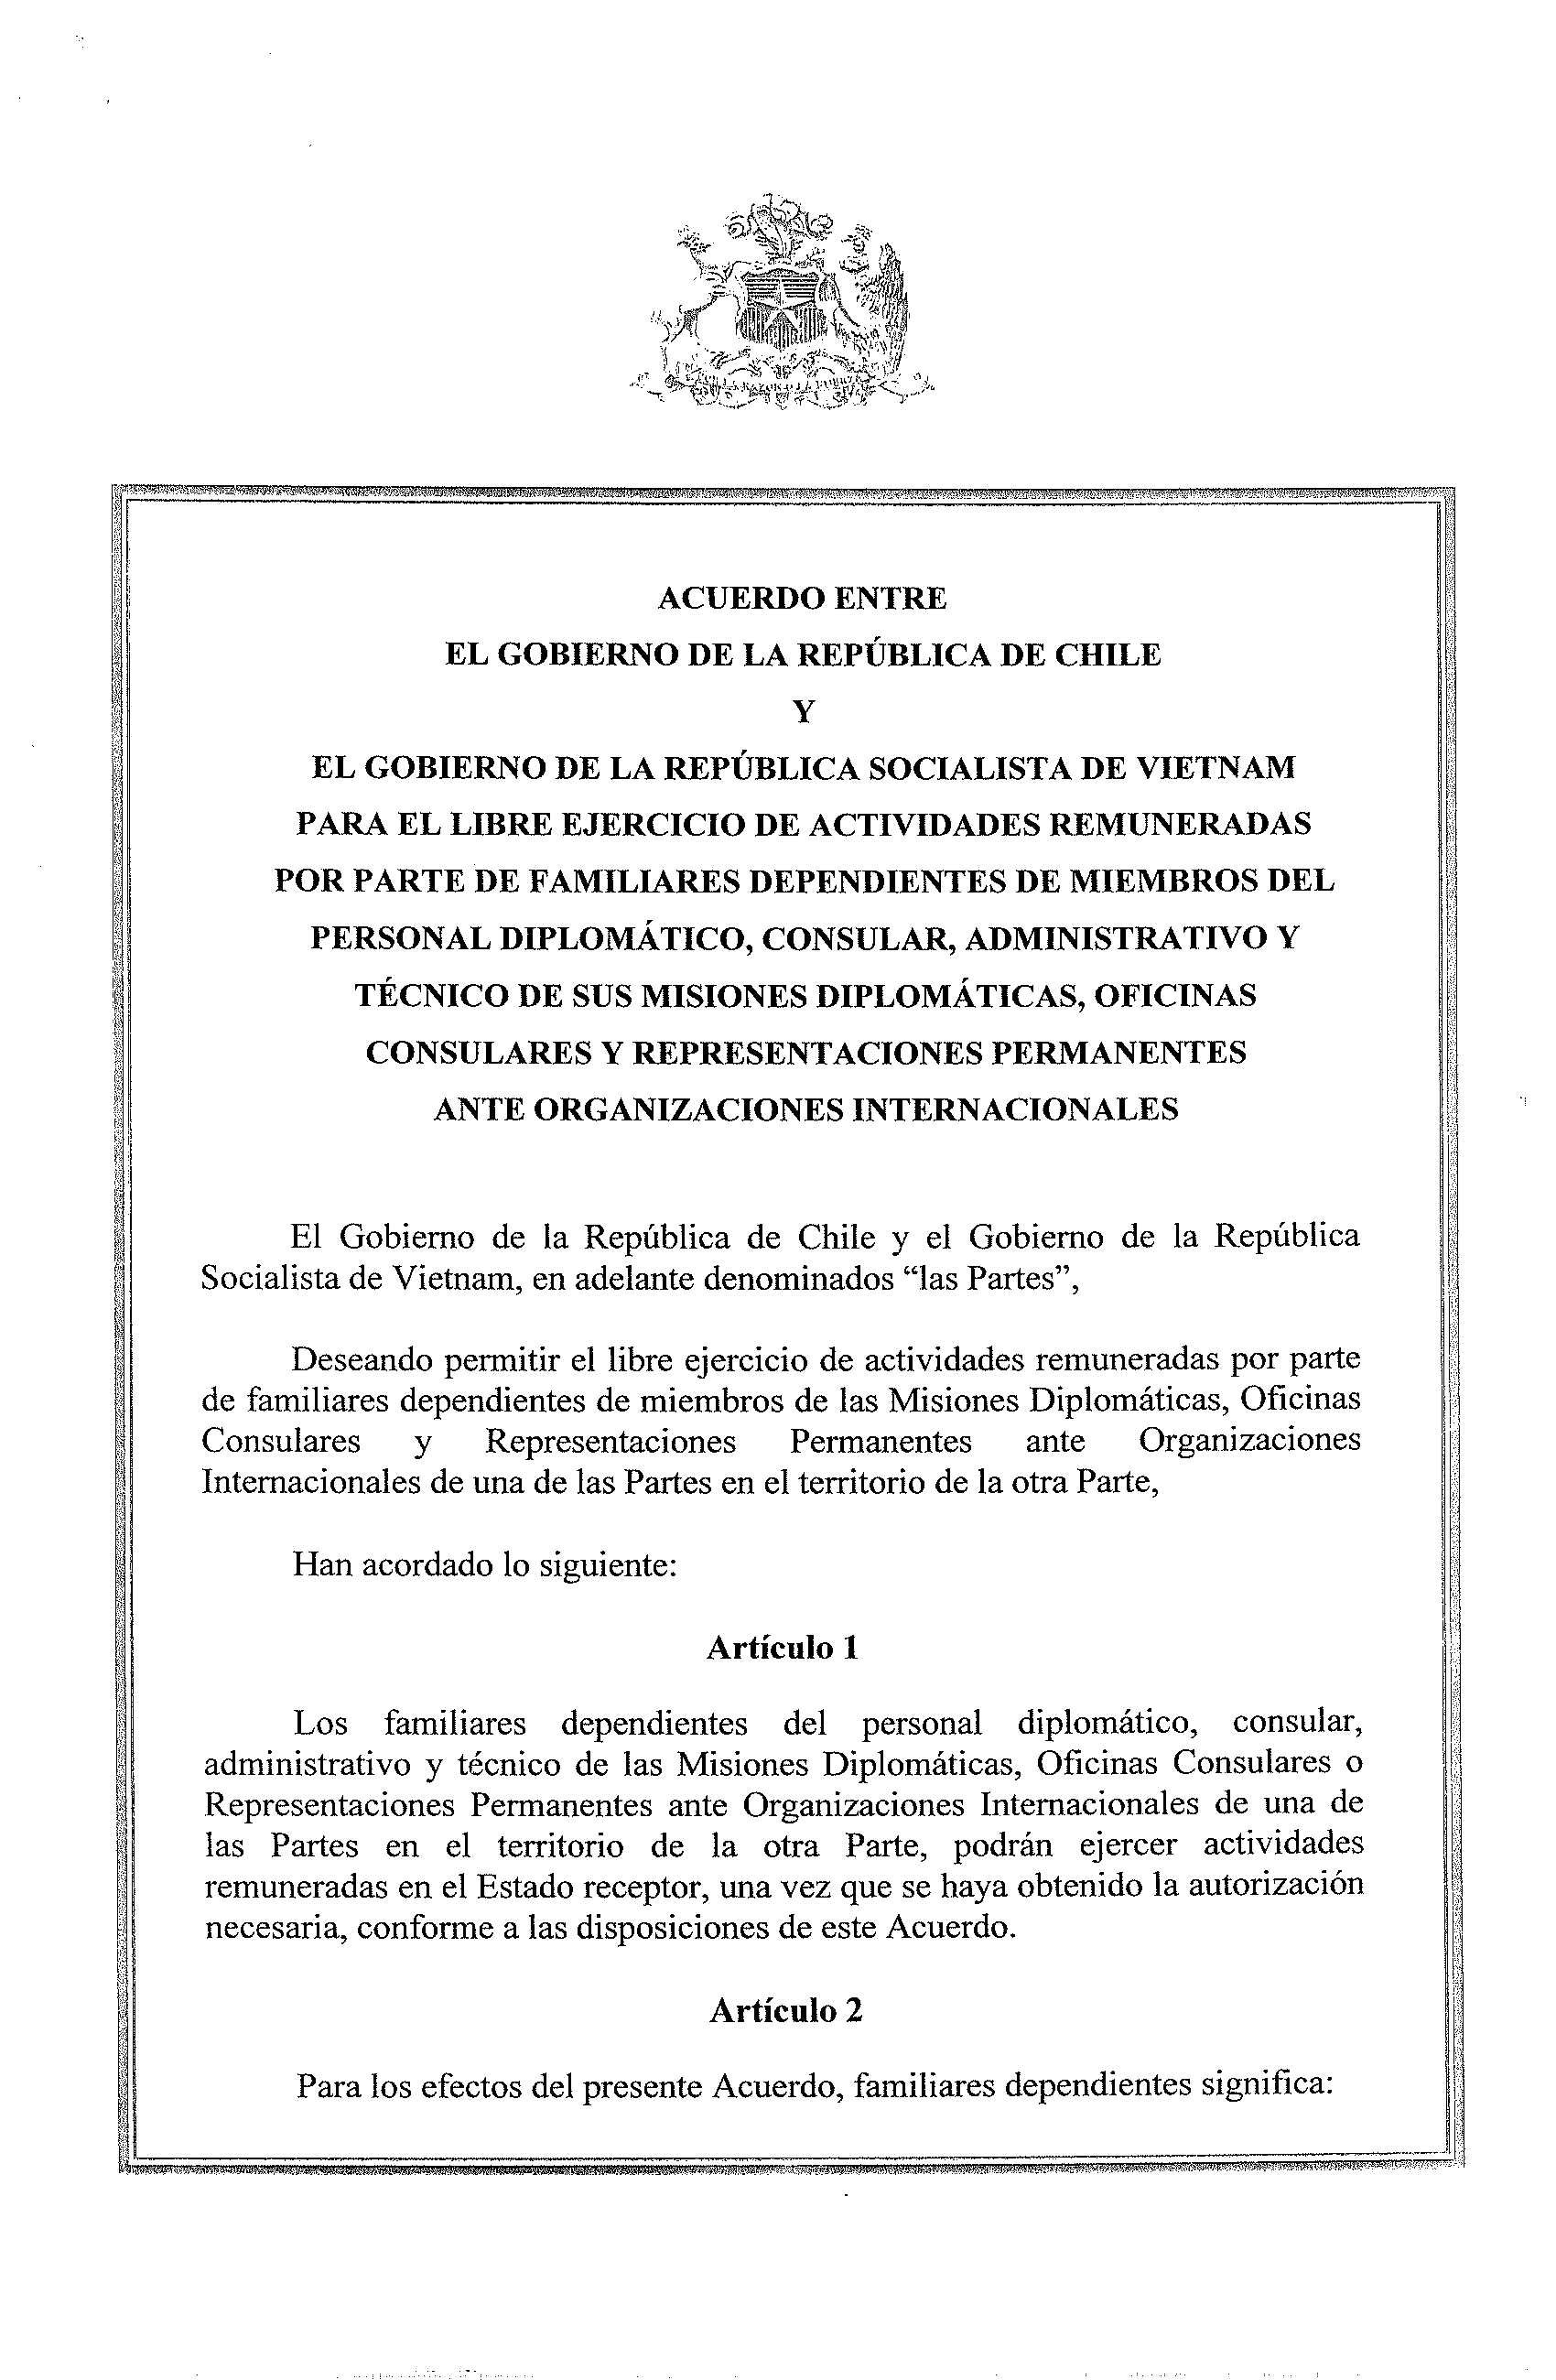 ACUERDO ENTRE
EL GOBIERNO DE LA REPÚBLICA DE CHILE
Y
EL GOBIERNO DE LA REPÚBLICA SOCIALISTA DE VIETNAM
PARA EL LIBRE EJERCICIO DE ACTIVIDADES REMUNERADAS
POR PARTE DE FAMILIARES DEPENDIENTES DE MIEMBROS DEL
PERSONAL DIPLOMÁTICO, CONSULAR, ADMINISTRATIVO Y
TÉCNICO DE SUS MISIONES DIPLOMÁTICAS, OFICINAS
CONSULARES Y REPRESENTACIONES PERMANENTES
ANTE ORGANIZACIONES INTERNACIONALES
El Gobierno de la República de Chile y el Gobierno de la República
Socialista de Vietnam, en adelante denominados “las Partes”,
Deseando permitir el libre ejercicio de actividades remuneradas por parte
de familiares dependientes de miembros de las Misiones Diplomáticas, Oficinas
Consulares y Representaciones Permanentes ante Organizaciones
Internacionales de una de las Partes en el territorio de la otra Parte,
Han acordado lo siguiente:
Artículo 1
Los familiares dependientes del personal diplomático, consular,
administrativo y técnico de las Misiones Diplomáticas, Oficinas Consulares o
Representaciones Permanentes ante Organizaciones Internacionales de una de
las Partes en el territorio de la otra Parte, podrán ejercer actividades
remuneradas en el Estado receptor, una vez que se haya obtenido la autorización
necesaria, conforme a las disposiciones de este Acuerdo.
Artículo 2
Para los efectos del presente Acuerdo, familiares dependientes significa: